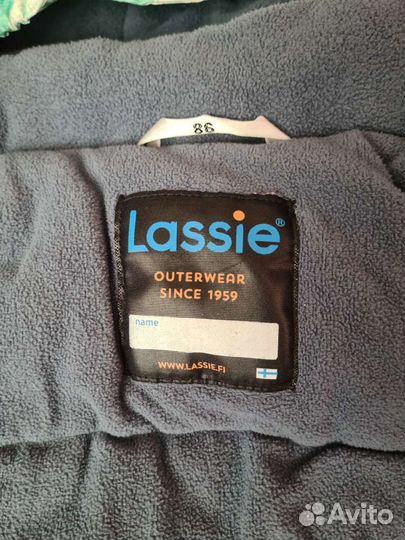 86
Lassie®
OUTERWEAR
SINCE 1959
name
WWW.LASSIE.FI
Avito